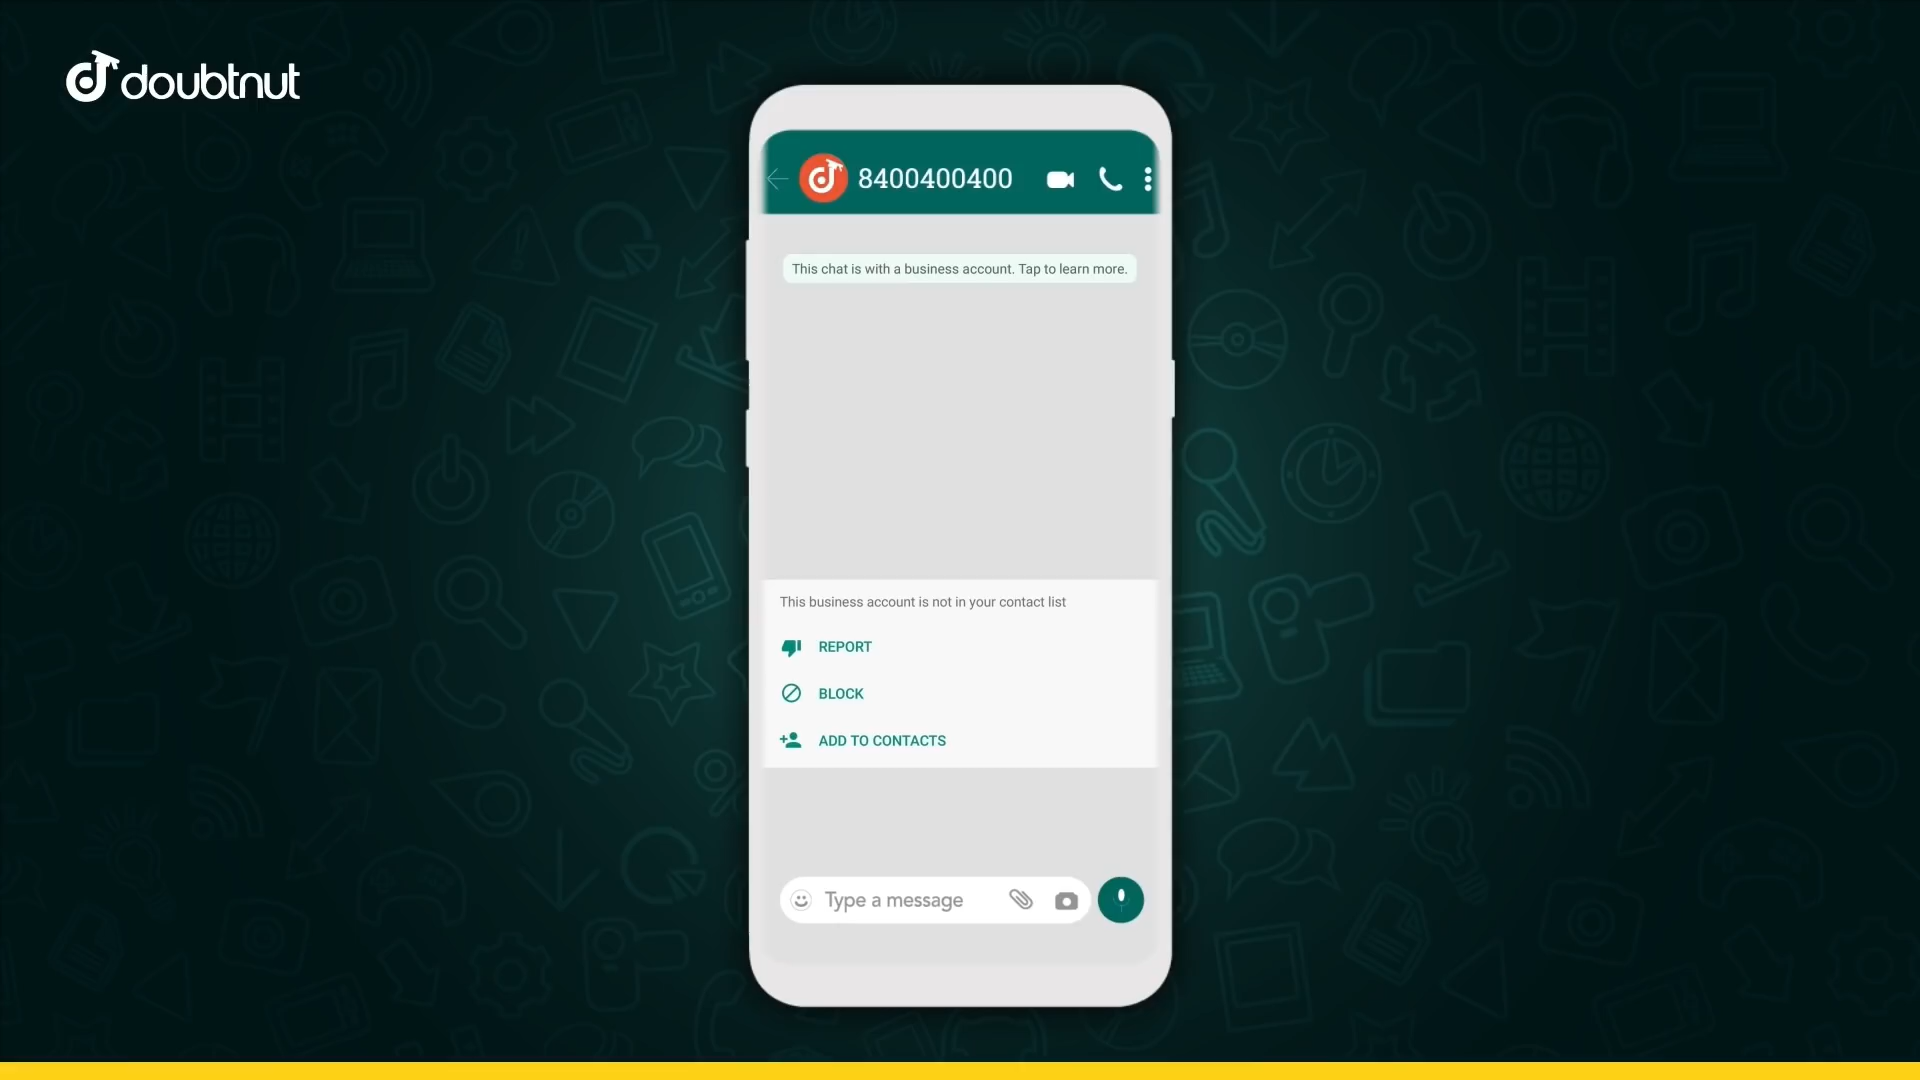 doubtnut
8400400400
This chat is with a business account. Tap to learn more.
This business account is not in your contact list
REPORT
BLOCK
ADD TO CONTACTS
Type a message